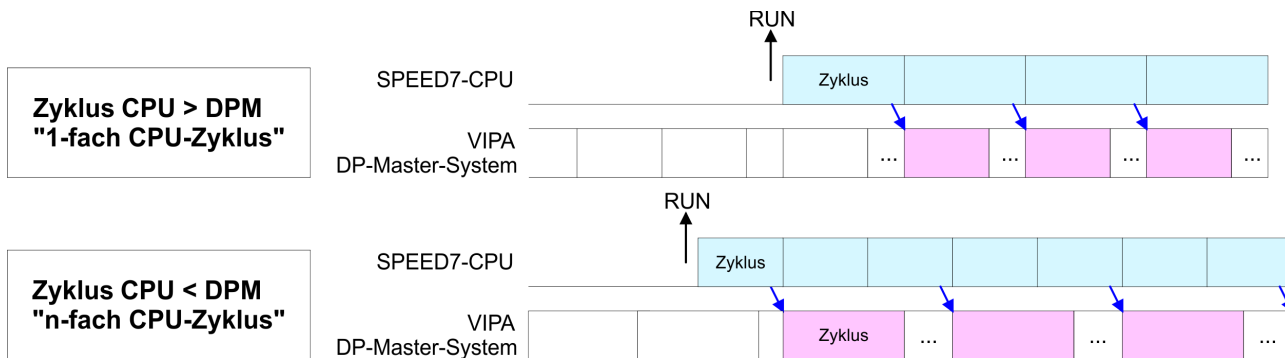 RUN
SPEED7-CPU
Zyklus
Zyklus CPU > DPM
"1-fach CPU-Zyklus"
VIPA
DP-Master-System
... ... ... ...
RUN
SPEED7-CPU
Zyklus
Zyklus CPU < DPM
"n-fach CPU-Zyklus"
VIPA
DP-Master-System
Zyklus ... ... ...